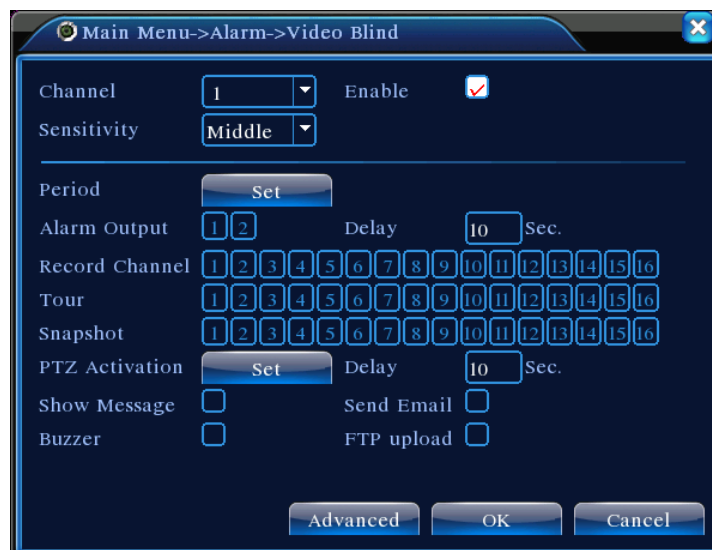 Main Menu->Alarm->Video Blind
Channel 1 Enable
Sensitivity Middle
Period Set
Alarm Output 1 2 Delay 10 Sec.
Record Channel 1 2 3 4 5 6 7 8 9 10 11 12 13 14 15 16
Tour 1 2 3 4 5 6 7 8 9 10 11 12 13 14 15 16
Snapshot 1 2 3 4 5 6 7 8 9 10 11 12 13 14 15 16
PTZ Activation Set Delay 10 Sec.
Show Message Send Email
Buzzer FTP upload
Advanced OK Cancel